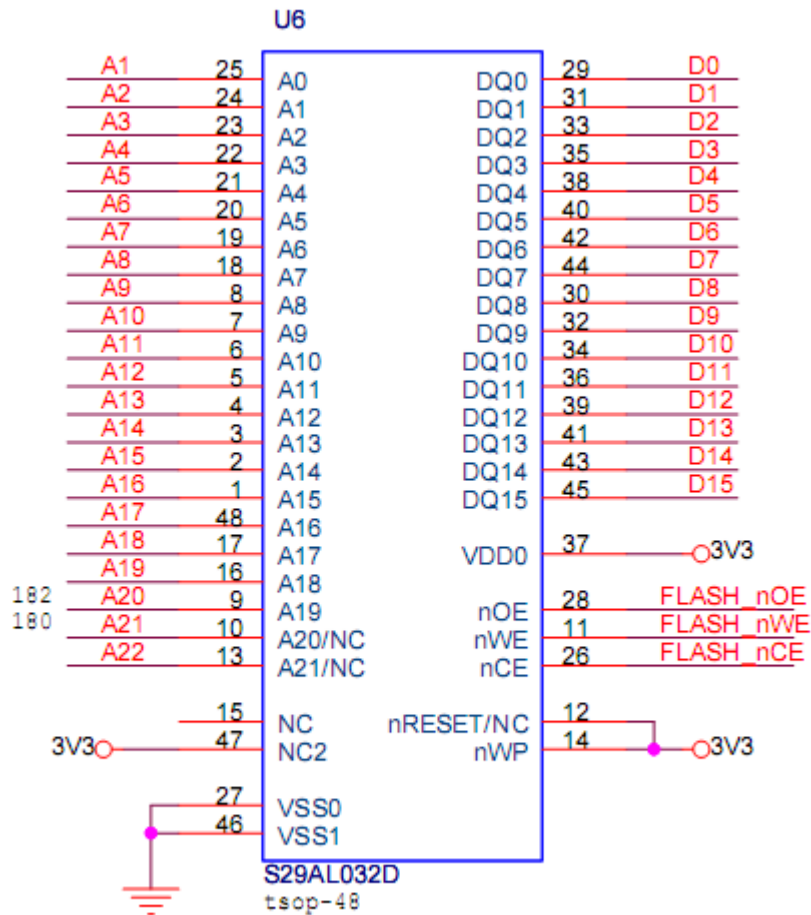 U6
A1 25 A0 DQ0 29 D0
A2 24 A1 DQ1 31 D1
A3 23 A2 DQ2 33 D2
A4 22 A3 DQ3 35 D3
A5 21 A4 DQ4 38 D4
A6 20 A5 DQ5 40 D5
A7 19 A6 DQ6 42 D6
A8 18 A7 DQ7 44 D7
A9 8 A8 DQ8 30 D8
A10 7 A9 DQ9 32 D9
A11 6 A10 DQ10 34 D10
A12 5 A11 DQ11 36 D11
A13 4 A12 DQ12 39 D12
A14 3 A13 DQ13 41 D13
A15 2 A14 DQ14 43 D14
A16 1 A15 DQ15 45 D15
A17 48 A16
A18 17 A17 VDD0 37 3V3
A19 16 A18
182 A20 9 A19 nOE 28 FLASH_nOE
180 A21 10 A20/NC nWE 11 FLASH_nWE
A22 13 A21/NC nCE 26 FLASH_nCE
15 NC nRESET/NC 12
3V3 47 NC2 nWP 14 3V3
27 VSS0
46 VSS1
S29AL032D
tsop-48